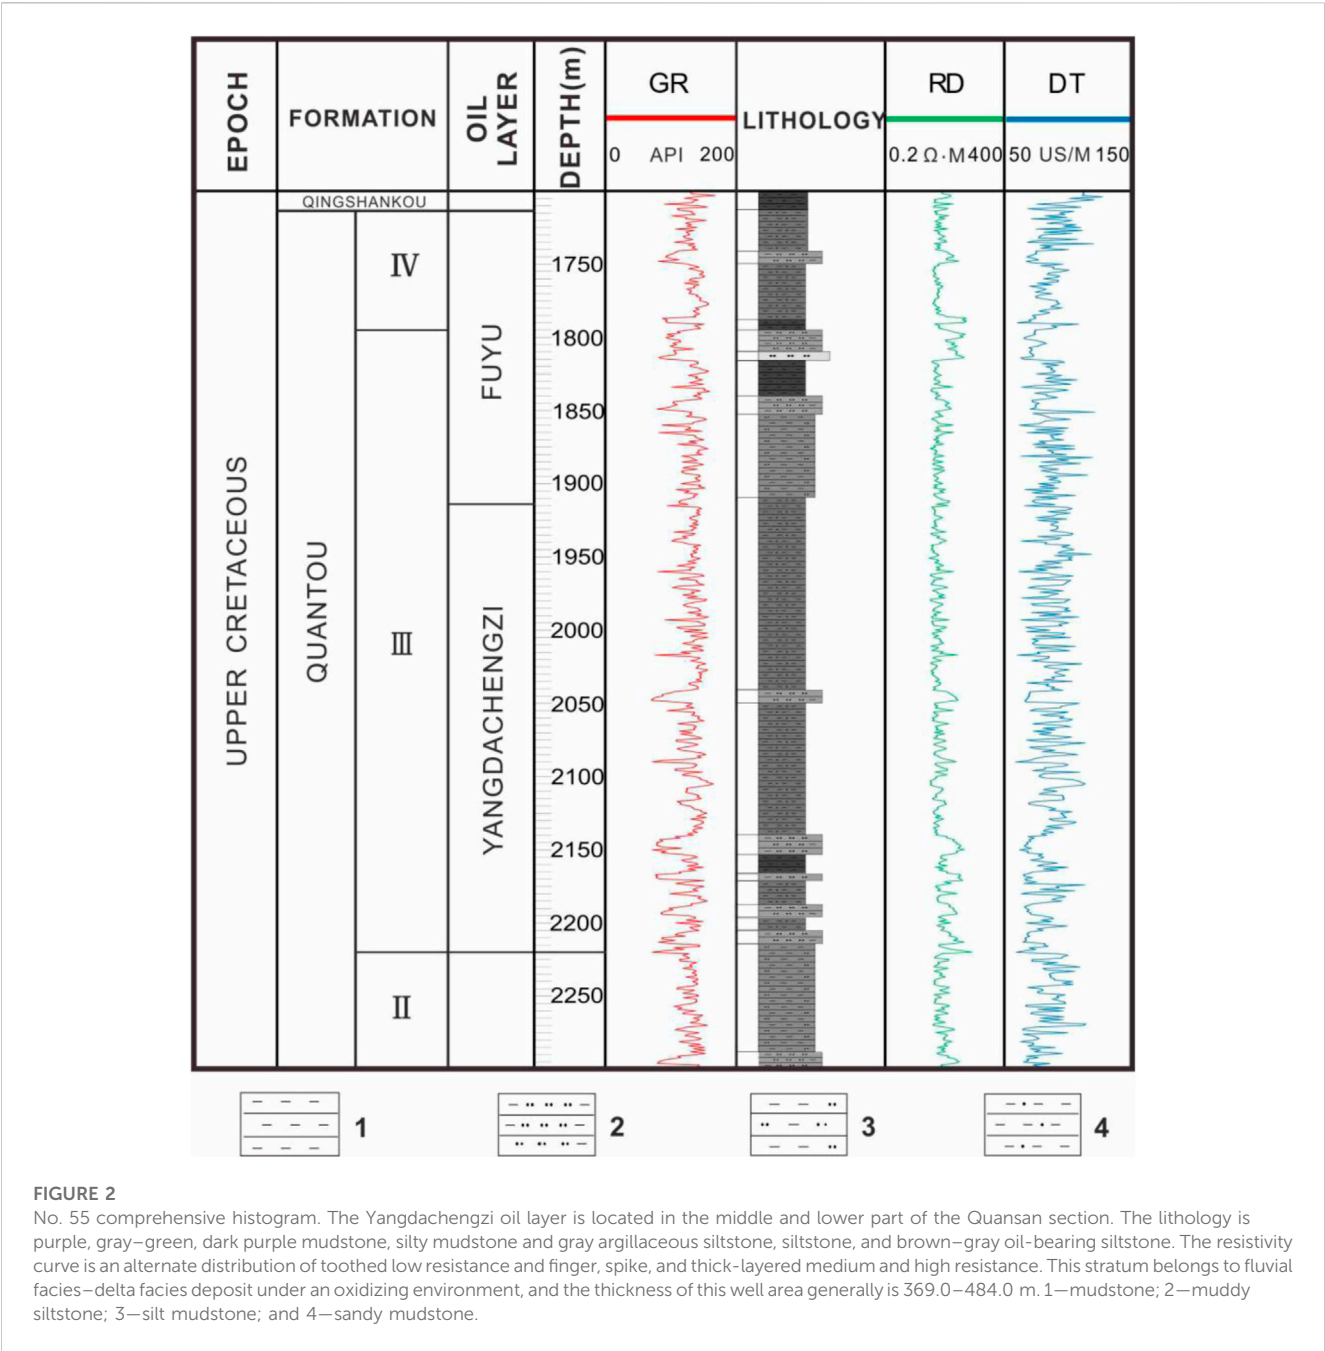 EPOCH
FORMATION
OIL LAYER
DEPTH(m)
GR
0 API 200
LITHOLOGY
RD
0.2 Ω·M 400
DT
50 US/M 150
UPPER CRETACEOUS
QINGSHANKOU
QUANTOU
IV
III
II
FUYU
YANGDACHENGZI
1750
1800
1850
1900
1950
2000
2050
2100
2150
2200
2250
1
2
3
4
FIGURE 2
No. 55 comprehensive histogram. The Yangdachengzi oil layer is located in the middle and lower part of the Quansan section. The lithology is
purple, gray–green, dark purple mudstone, silty mudstone and gray argillaceous siltstone, siltstone, and brown–gray oil-bearing siltstone. The resistivity
curve is an alternate distribution of toothed low resistance and finger, spike, and thick-layered medium and high resistance. This stratum belongs to fluvial
facies–delta facies deposit under an oxidizing environment, and the thickness of this well area generally is 369.0–484.0 m. 1—mudstone; 2—muddy
siltstone; 3—silt mudstone; and 4—sandy mudstone.